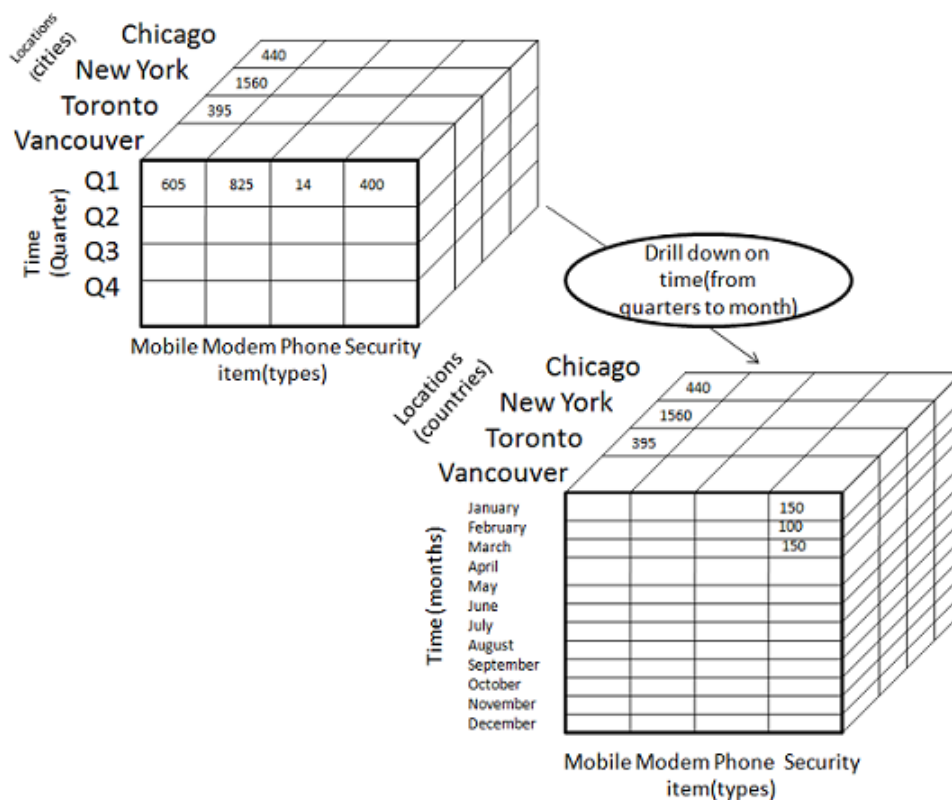 Locations
(cities)
Chicago
New York
Toronto
Vancouver
440
1560
395
Time
(Quarter)
Q1
Q2
Q3
Q4
605 825 14 400
Mobile Modem Phone Security
item(types)
Drill down on
time(from
quarters to month)
Locations
(countries)
Chicago
New York
Toronto
Vancouver
440
1560
395
Time (months)
January 150
February 100
March 150
April
May
June
July
August
September
October
November
December
Mobile Modem Phone Security
item(types)